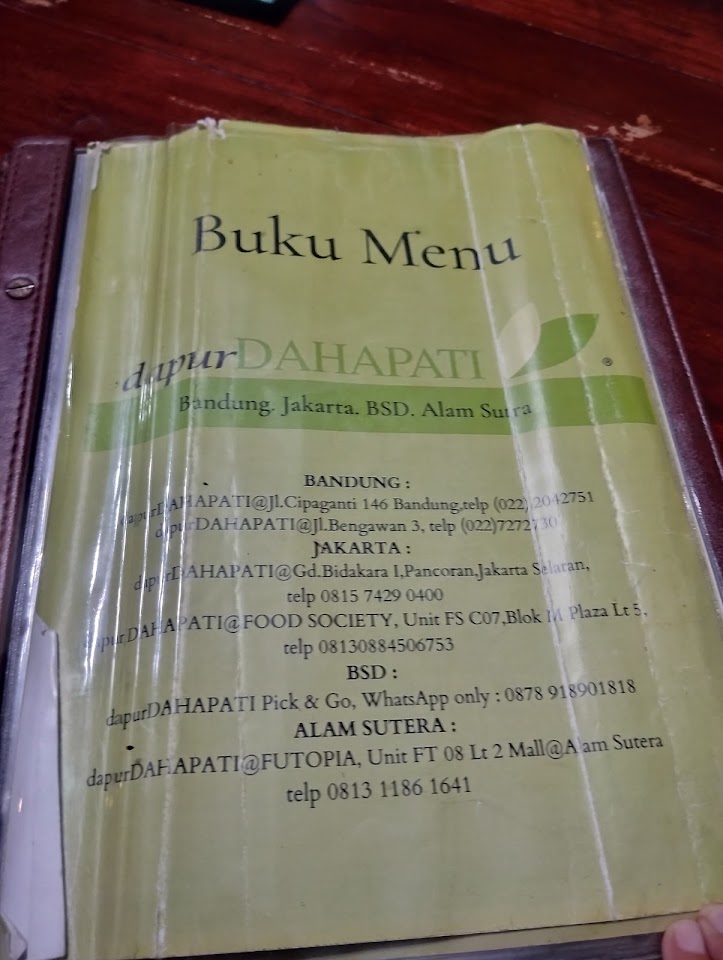 Buku Menu
dapurDAHAPATI
®
Bandung. Jakarta. BSD. Alam Sutra
BANDUNG :
dapurDAHAPATI@Jl.Cipaganti 146 Bandung,telp (022) 2042751
dapurDAHAPATI@Jl.Bengawan 3, telp (022)7272730
JAKARTA :
dapurDAHAPATI@Gd.Bidakara I,Pancoran,Jakarta Selatan,
telp 0815 7429 0400
dapurDAHAPATI@FOOD SOCIETY, Unit FS C07,Blok M Plaza Lt 5,
telp 08130884506753
BSD :
dapurDAHAPATI Pick & Go, WhatsApp only : 0878 918901818
ALAM SUTERA :
dapurDAHAPATI@FUTOPIA, Unit FT 08 Lt 2 Mall@Alam Sutera
telp 0813 1186 1641